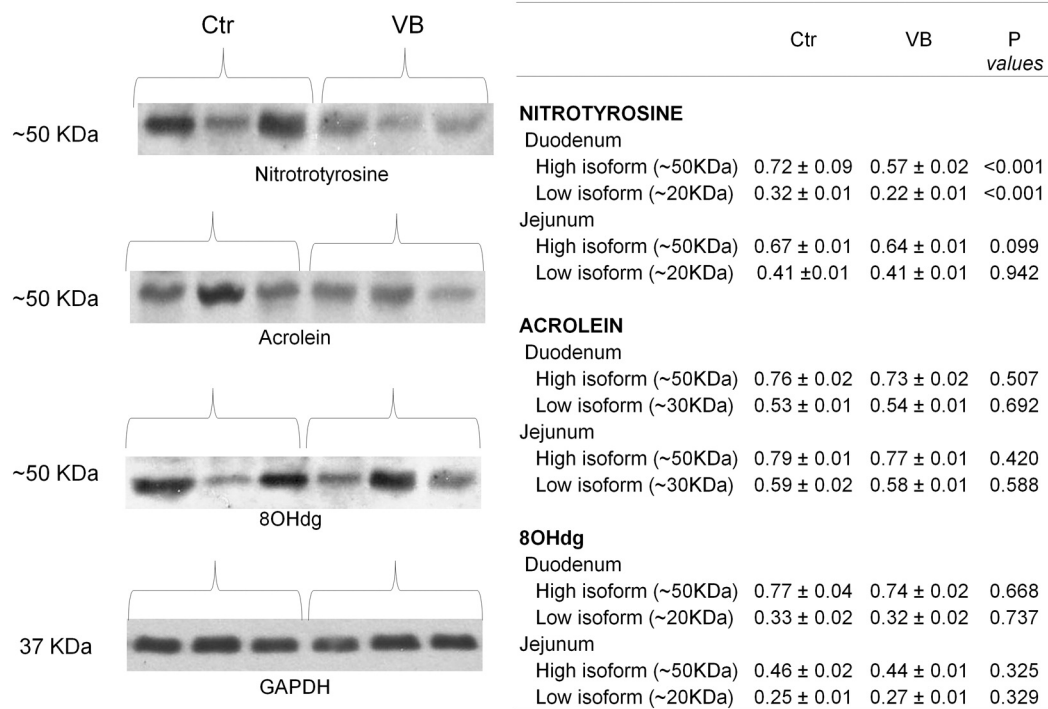 Ctr VB
~50 KDa
Nitrotrotyrosine
~50 KDa
Acrolein
~50 KDa
8OHdg
37 KDa
GAPDH
Ctr VB P
values
NITROTYROSINE
Duodenum
High isoform (~50KDa) 0.72 ± 0.09 0.57 ± 0.02 <0.001
Low isoform (~20KDa) 0.32 ± 0.01 0.22 ± 0.01 <0.001
Jejunum
High isoform (~50KDa) 0.67 ± 0.01 0.64 ± 0.01 0.099
Low isoform (~20KDa) 0.41 ±0.01 0.41 ± 0.01 0.942
ACROLEIN
Duodenum
High isoform (~50KDa) 0.76 ± 0.02 0.73 ± 0.02 0.507
Low isoform (~30KDa) 0.53 ± 0.01 0.54 ± 0.01 0.692
Jejunum
High isoform (~50KDa) 0.79 ± 0.01 0.77 ± 0.01 0.420
Low isoform (~30KDa) 0.59 ± 0.02 0.58 ± 0.01 0.588
8OHdg
Duodenum
High isoform (~50KDa) 0.77 ± 0.04 0.74 ± 0.02 0.668
Low isoform (~20KDa) 0.33 ± 0.02 0.32 ± 0.02 0.737
Jejunum
High isoform (~50KDa) 0.46 ± 0.02 0.44 ± 0.01 0.325
Low isoform (~20KDa) 0.25 ± 0.01 0.27 ± 0.01 0.329